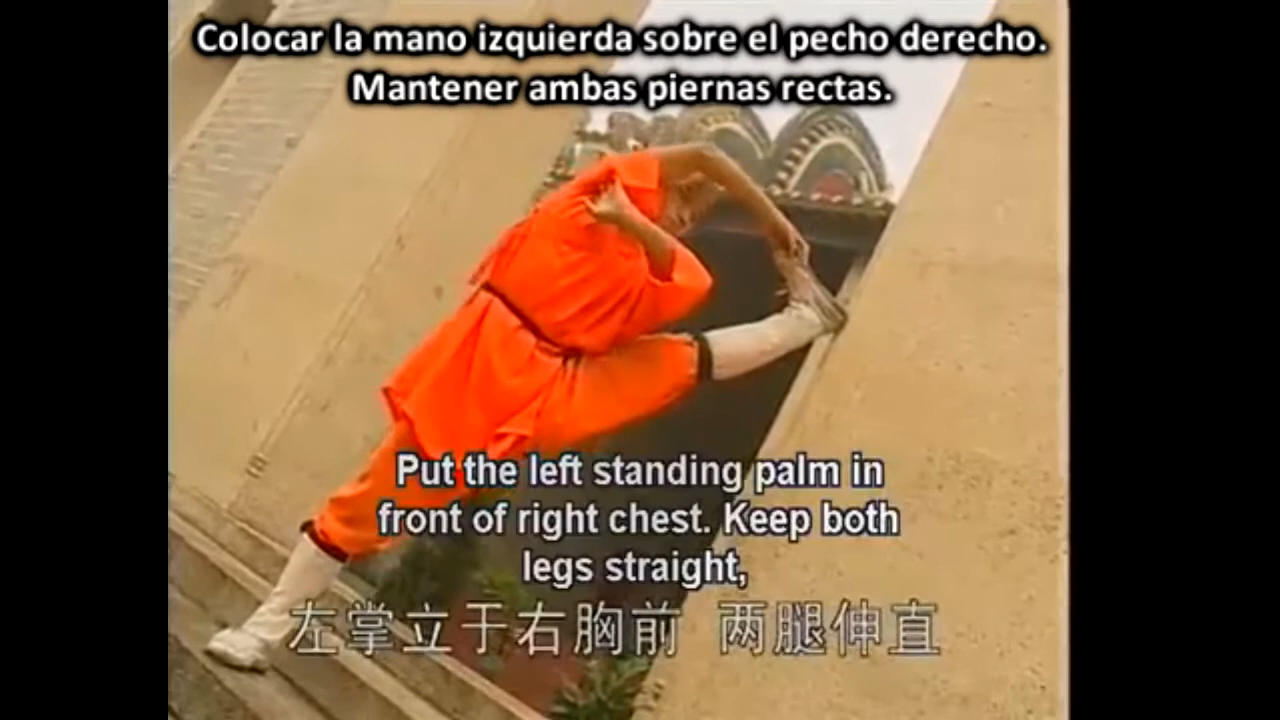 Colocar la mano izquierda sobre el pecho derecho.
Mantener ambas piernas rectas.
Put the left standing palm in
front of right chest. Keep both
legs straight,
左掌立于右胸前 两腿伸直